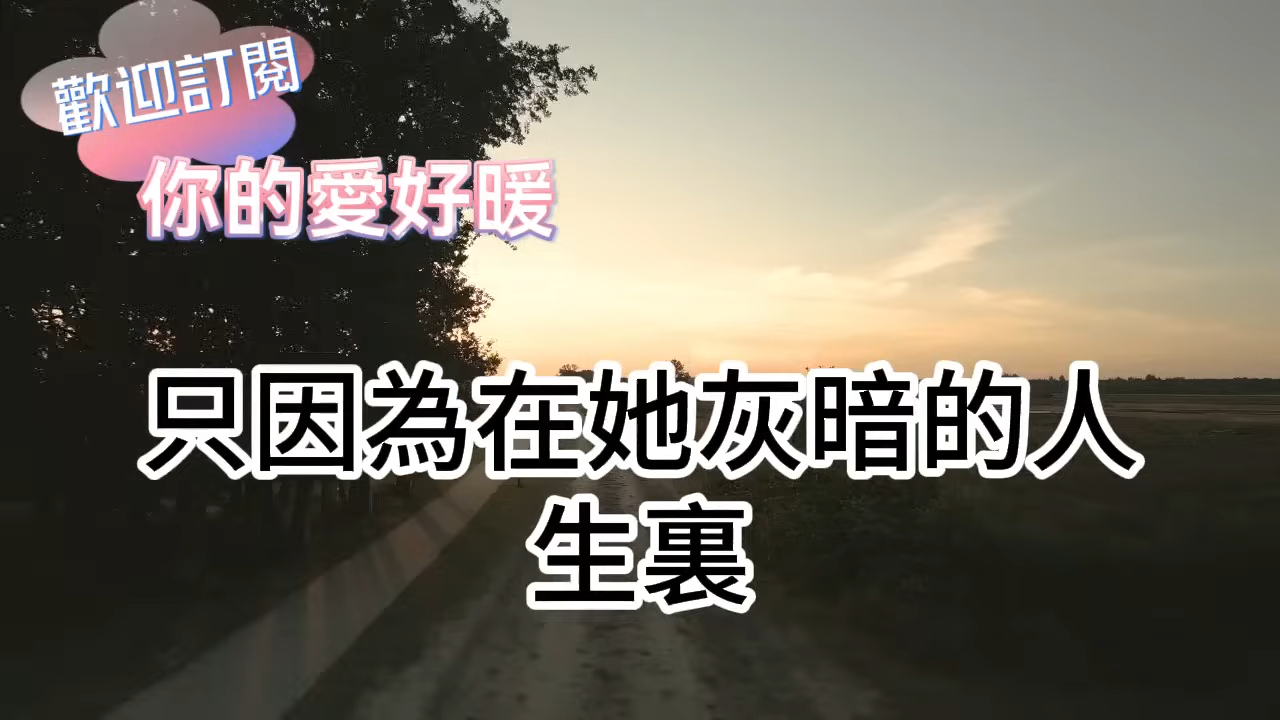 歡迎訂閱
你的愛好暖
只因為在她灰暗的人
生裏